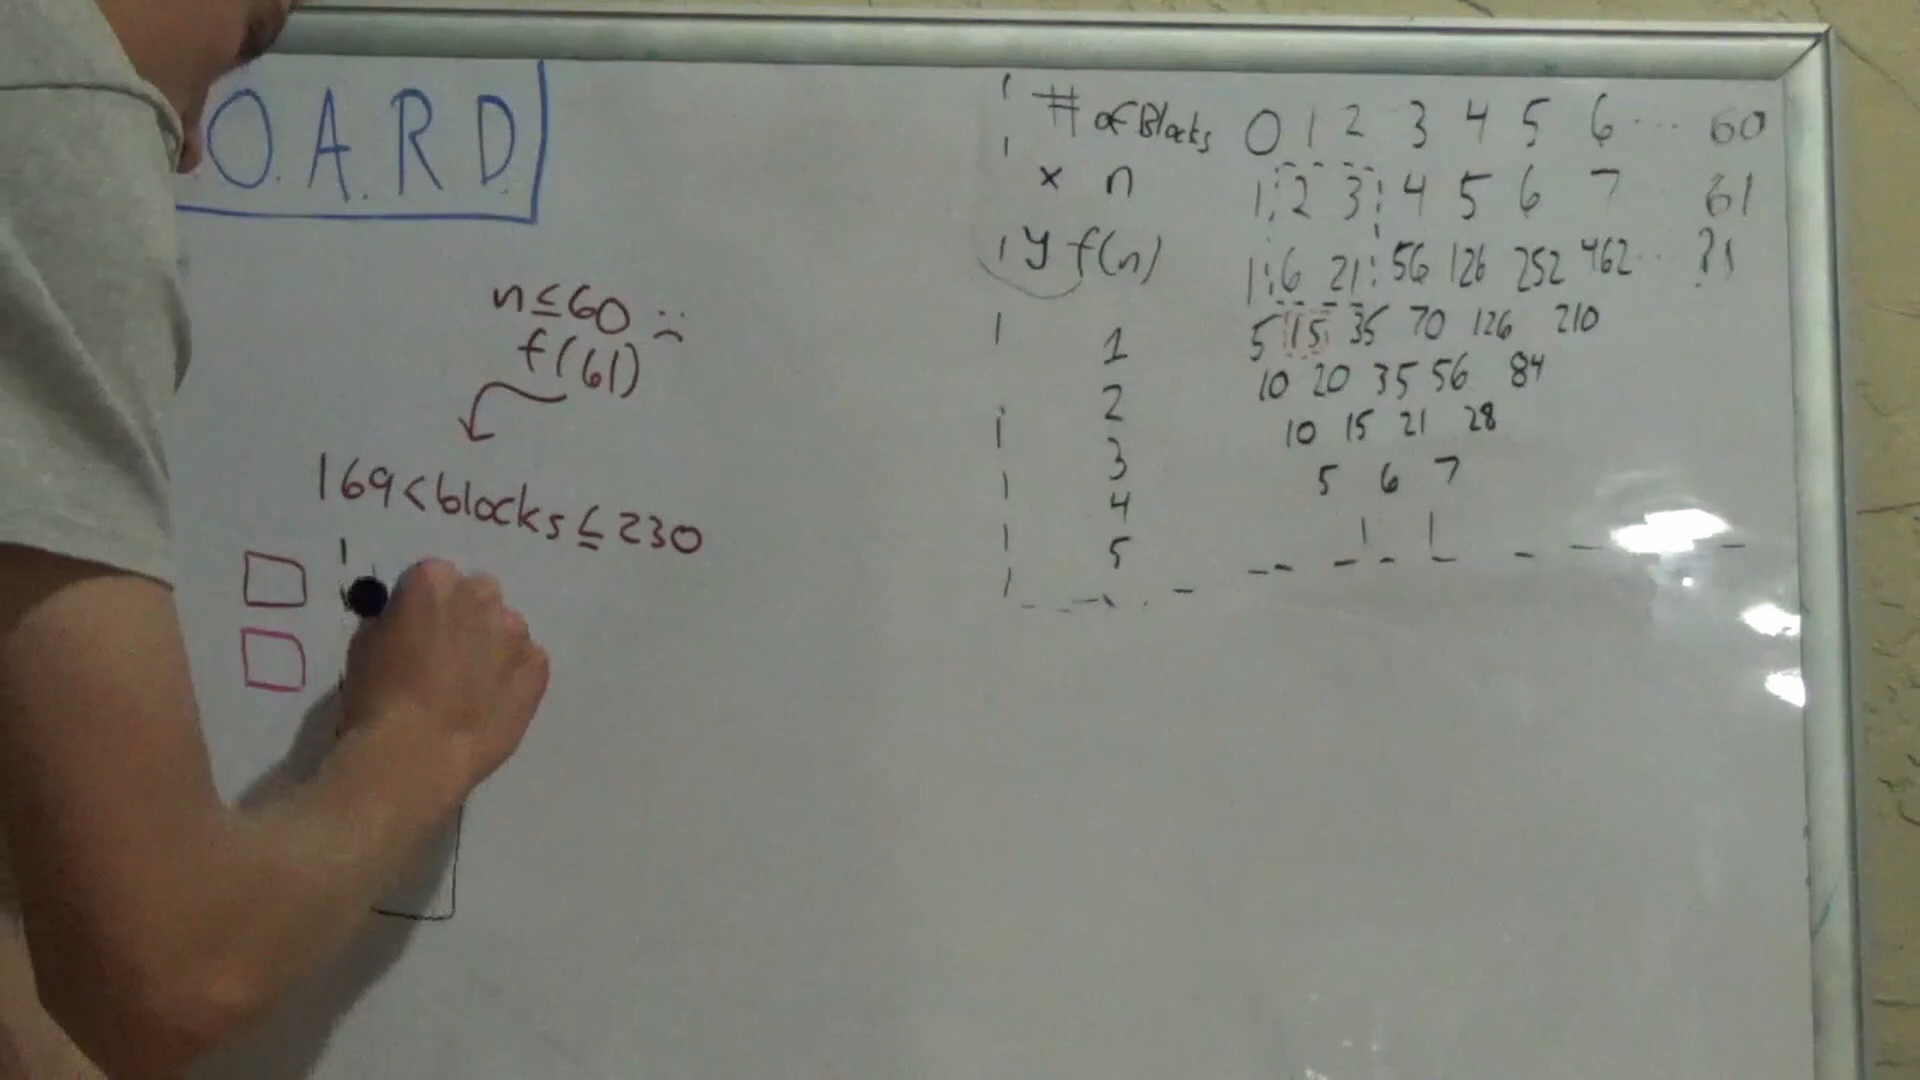 O.A.R.D.
n≤60 :(
f(61)
169<blocks≤230
# of Blocks 0 1 2 3 4 5 6 ... 60
x n 1 2 3 4 5 6 7 ... 61
y f(n) 1 6 21 56 126 252 462 ... ?
1 5 15 35 70 126 210
2 10 20 35 56 84
3 10 15 21 28
4 5 6 7
5 1 1